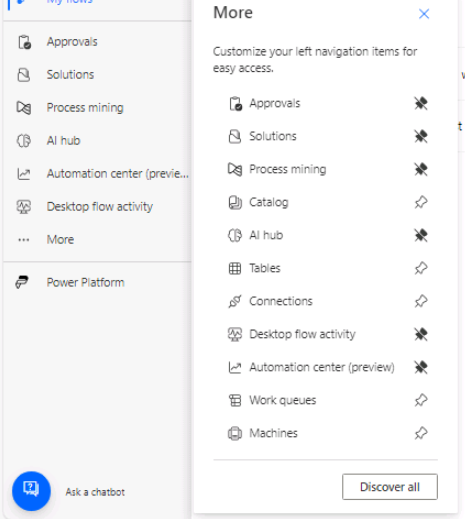 My flows
Approvals
Solutions
Process mining
AI hub
Automation center (previe...
Desktop flow activity
More
Power Platform
Ask a chatbot
More
Customize your left navigation items for
easy access.
Approvals
Solutions
Process mining
Catalog
AI hub
Tables
Connections
Desktop flow activity
Automation center (preview)
Work queues
Machines
Discover all